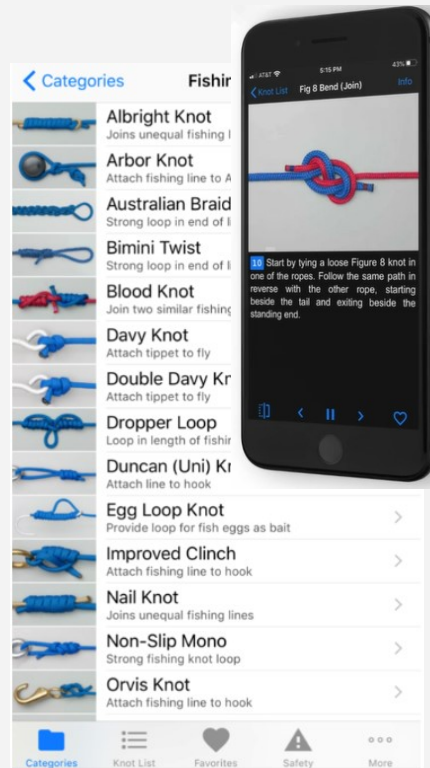 Categories
Fishin
Albright Knot
Joins unequal fishing l
Arbor Knot
Attach fishing line to A
Australian Braid
Strong loop in end of li
Bimini Twist
Strong loop in end of li
Blood Knot
Join two similar fishing
Davy Knot
Attach tippet to fly
Double Davy Kn
Attach tippet to fly
Dropper Loop
Loop in length of fishin
Duncan (Uni) Kn
Attach line to hook
Egg Loop Knot
Provide loop for fish eggs as bait
Improved Clinch
Attach fishing line to hook
Nail Knot
Joins unequal fishing lines
Non-Slip Mono
Strong fishing knot loop
Orvis Knot
Attach fishing line to hook
Categories Knot List Favorites Safety More
AT&T 5:15 PM 43%
Knot List Fig 8 Bend (Join) Info
10 Start by tying a loose Figure 8 knot in
one of the ropes. Follow the same path in
reverse with the other rope, starting
beside the tail and exiting beside the
standing end.